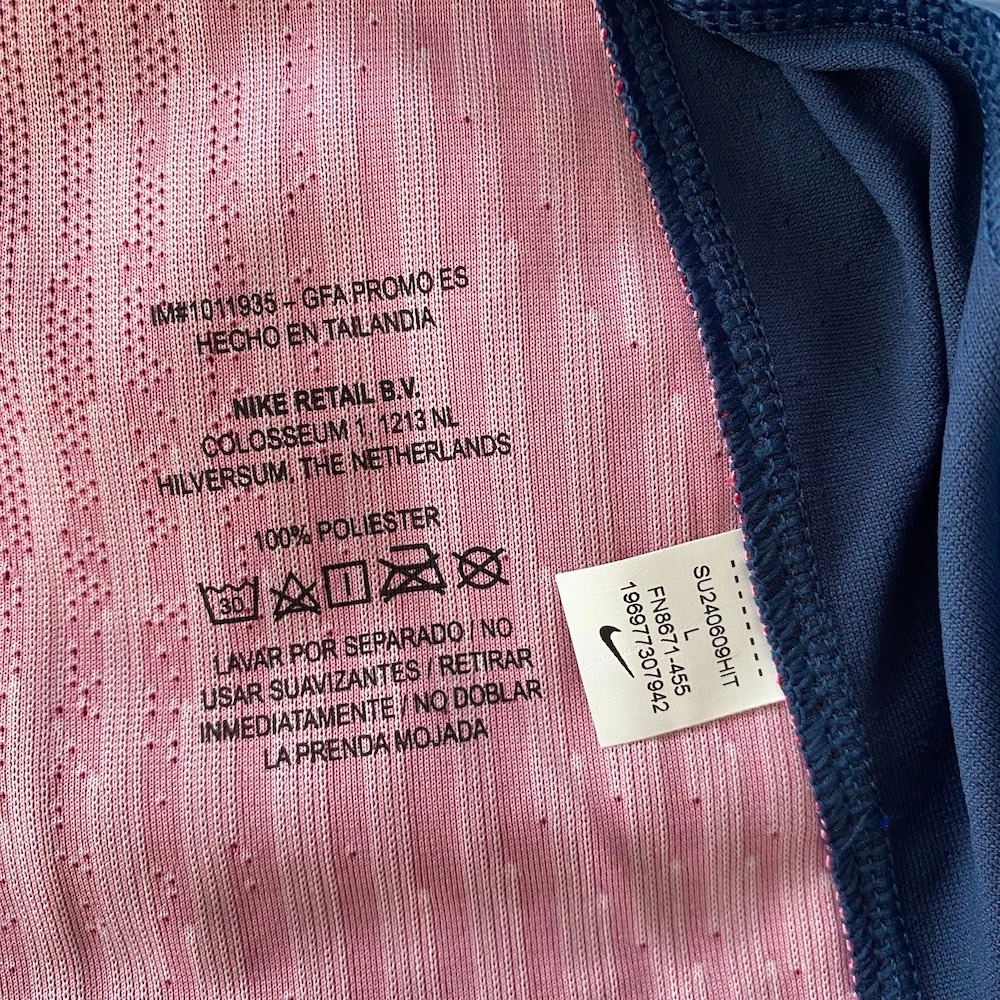 IM#1011935 – GFA PROMO ES
HECHO EN TAILANDIA
NIKE RETAIL B.V.
COLOSSEUM 1, 1213 NL
HILVERSUM, THE NETHERLANDS
100% POLIESTER
30
LAVAR POR SEPARADO / NO
USAR SUAVIZANTES / RETIRAR
INMEDIATAMENTE / NO DOBLAR
LA PRENDA MOJADA
SU240609HIT
L
FN8671-455
196977307942